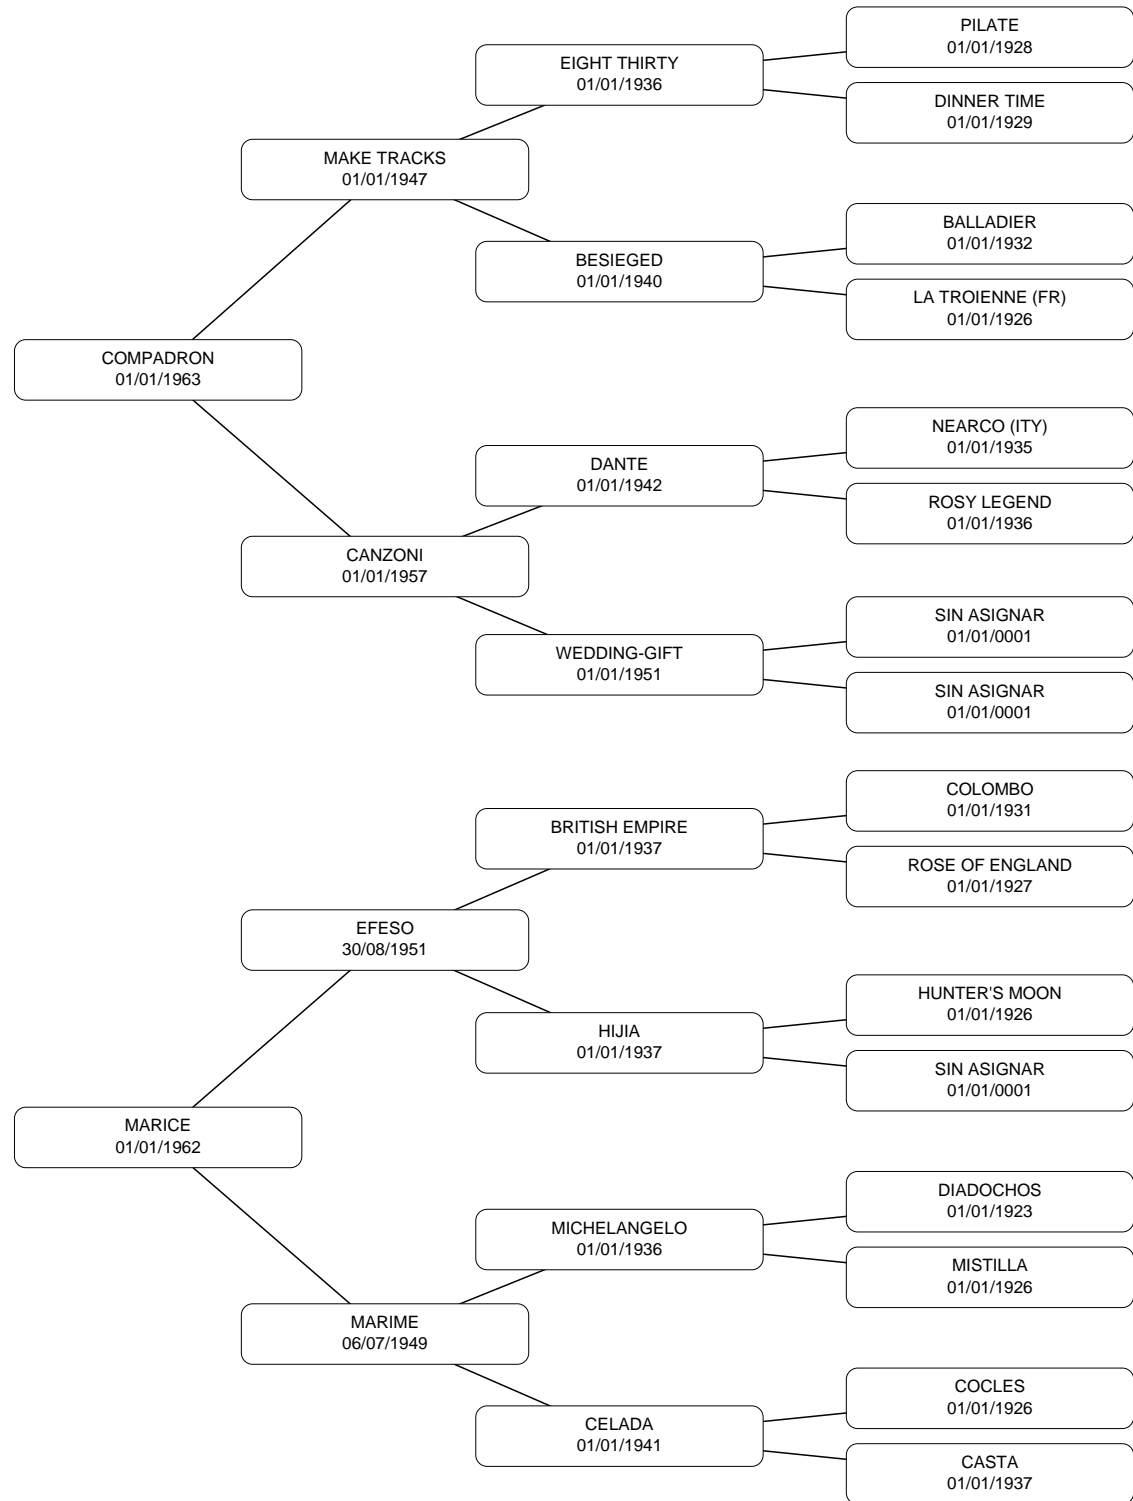 PILATE
01/01/1928
EIGHT THIRTY
01/01/1936
DINNER TIME
01/01/1929
MAKE TRACKS
01/01/1947
BALLADIER
01/01/1932
BESIEGED
01/01/1940
LA TROIENNE (FR)
01/01/1926
COMPADRON
01/01/1963
NEARCO (ITY)
01/01/1935
DANTE
01/01/1942
ROSY LEGEND
01/01/1936
CANZONI
01/01/1957
SIN ASIGNAR
01/01/0001
WEDDING-GIFT
01/01/1951
SIN ASIGNAR
01/01/0001
COLOMBO
01/01/1931
BRITISH EMPIRE
01/01/1937
ROSE OF ENGLAND
01/01/1927
EFESO
30/08/1951
HUNTER'S MOON
01/01/1926
HIJIA
01/01/1937
SIN ASIGNAR
01/01/0001
MARICE
01/01/1962
DIADOCHOS
01/01/1923
MICHELANGELO
01/01/1936
MISTILLA
01/01/1926
MARIME
06/07/1949
COCLES
01/01/1926
CELADA
01/01/1941
CASTA
01/01/1937